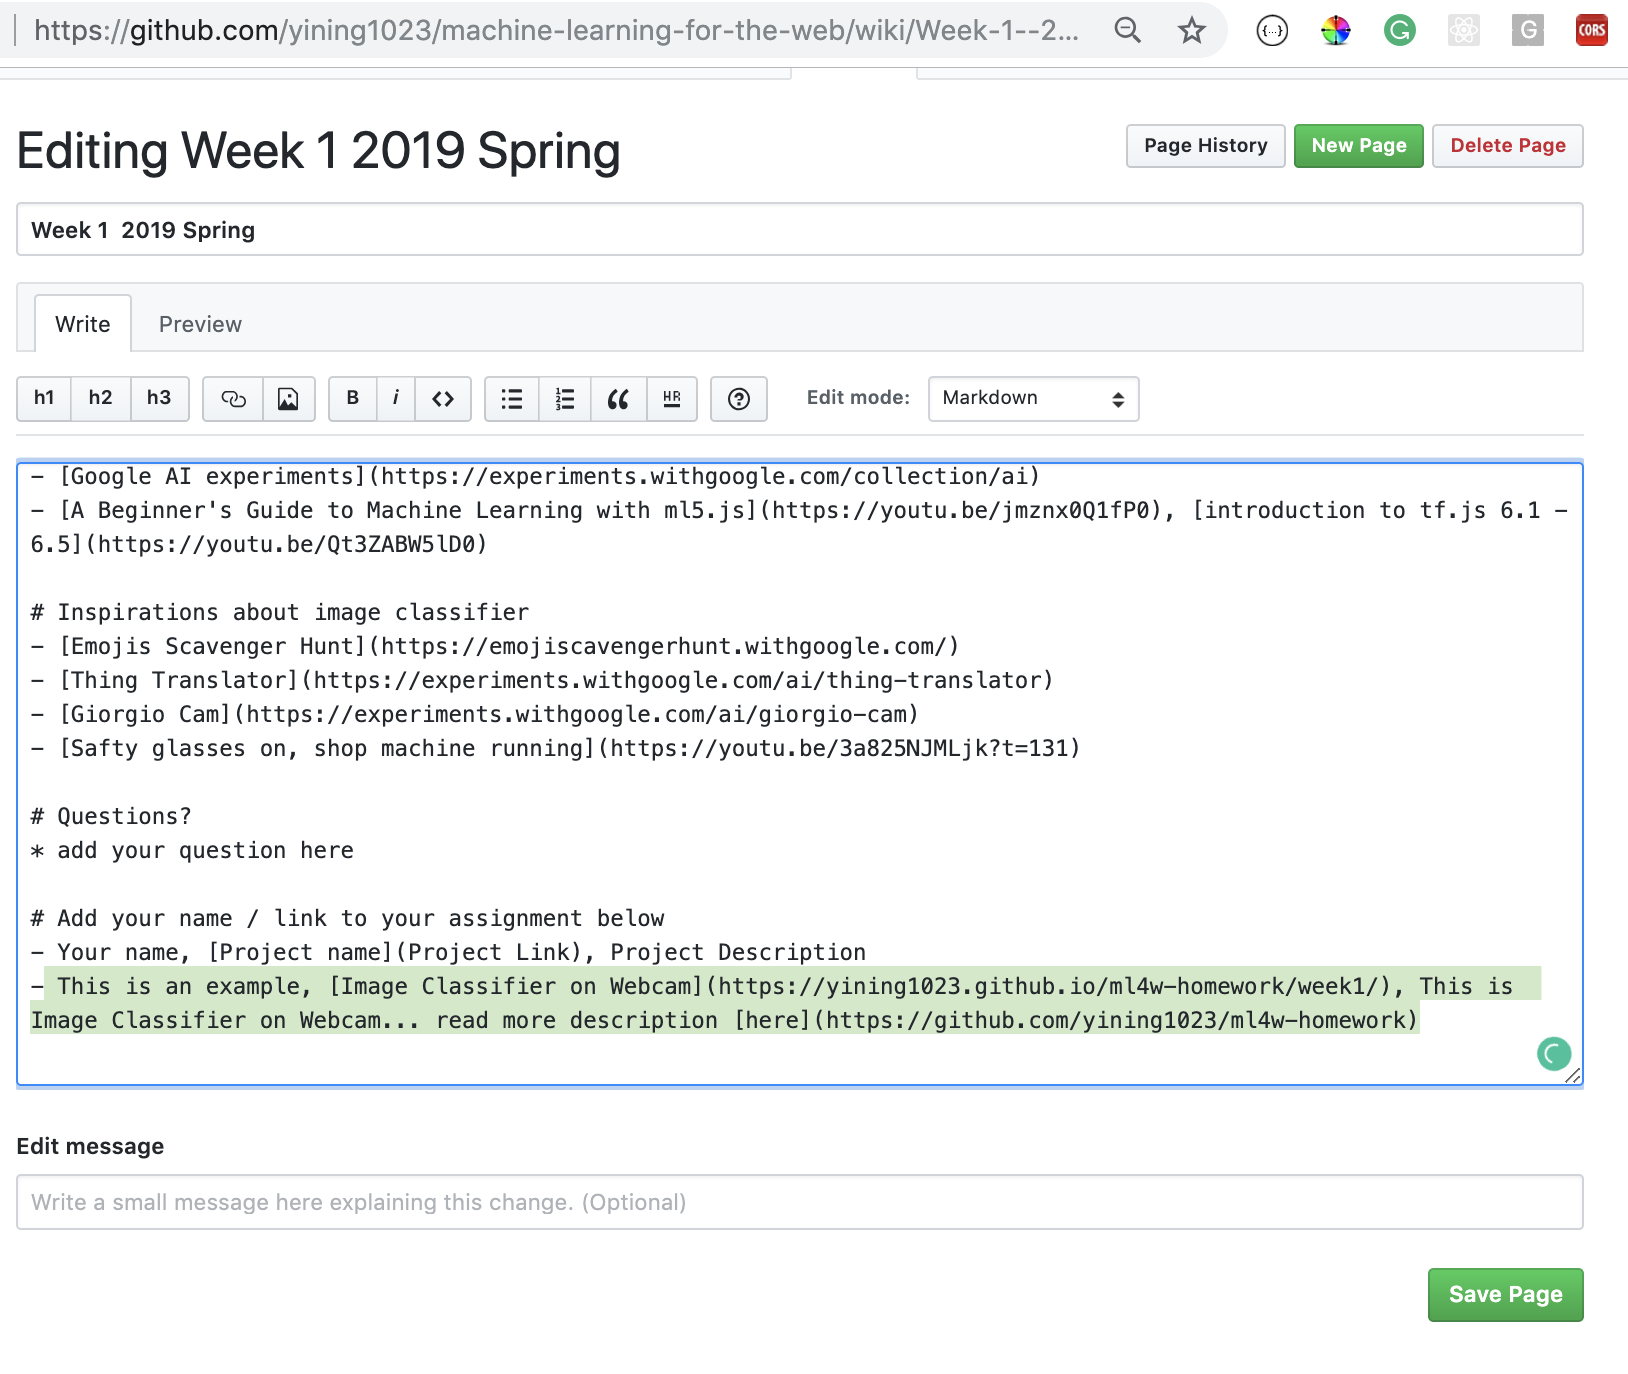 https://github.com/yining1023/machine-learning-for-the-web/wiki/Week-1--2...
{...} G G CORS
Editing Week 1 2019 Spring
Page History New Page Delete Page
Week 1  2019 Spring
Write Preview
h1 h2 h3 B i <> 1 2 3 “ HR ? Edit mode: Markdown
- [Google AI experiments](https://experiments.withgoogle.com/collection/ai)
- [A Beginner's Guide to Machine Learning with ml5.js](https://youtu.be/jmznx0Q1fP0), [introduction to tf.js 6.1 -
6.5](https://youtu.be/Qt3ZABW5lD0)
# Inspirations about image classifier
- [Emojis Scavenger Hunt](https://emojiscavengerhunt.withgoogle.com/)
- [Thing Translator](https://experiments.withgoogle.com/ai/thing-translator)
- [Giorgio Cam](https://experiments.withgoogle.com/ai/giorgio-cam)
- [Safty glasses on, shop machine running](https://youtu.be/3a825NJMLjk?t=131)
# Questions?
* add your question here
# Add your name / link to your assignment below
- Your name, [Project name](Project Link), Project Description
- This is an example, [Image Classifier on Webcam](https://yining1023.github.io/ml4w-homework/week1/), This is
Image Classifier on Webcam... read more description [here](https://github.com/yining1023/ml4w-homework)
Edit message
Write a small message here explaining this change. (Optional)
Save Page